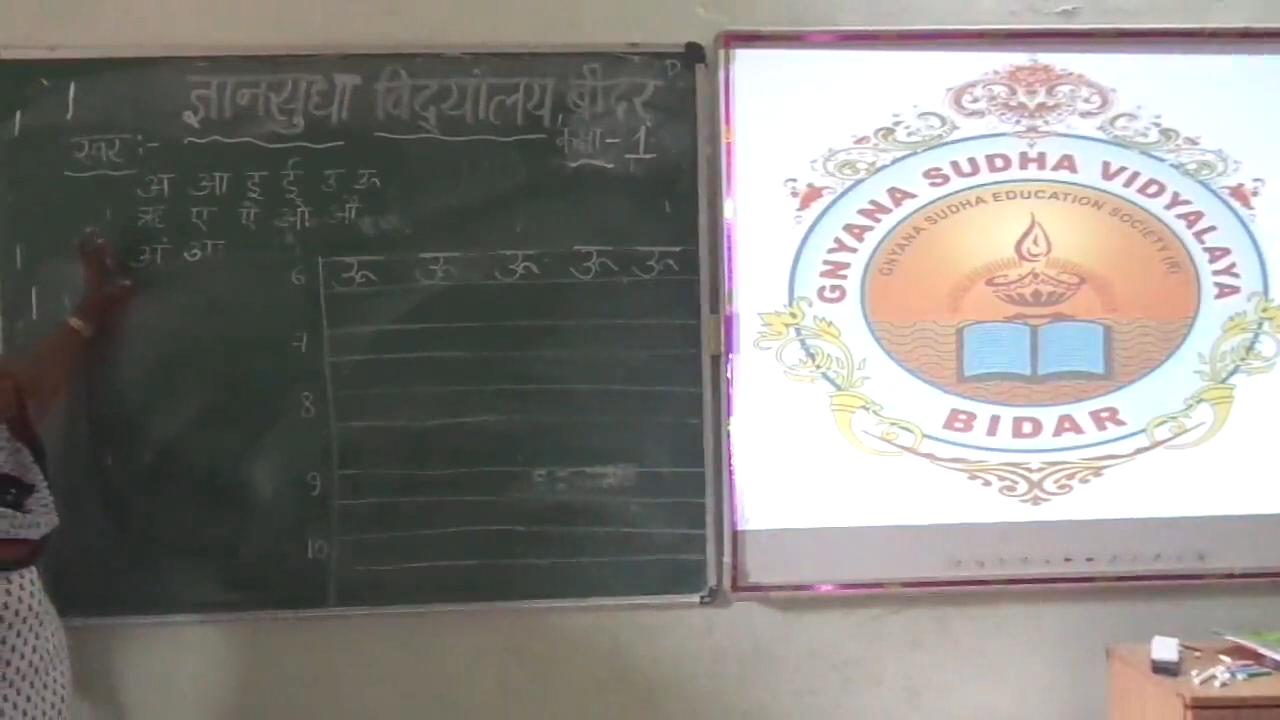 ज्ञानसुधा विद्यालय, बीदर
कक्षा - 1
स्वर :-
अ आ इ ई उ ऊ
ऋ ए ऐ ओ औ
अं अः
6 ऊ ऊ ऊ ऊ ऊ
7
8
9
10
GNYANA SUDHA VIDYALAYA
GNYANA SUDHA EDUCATION SOCIETY (R)
BIDAR